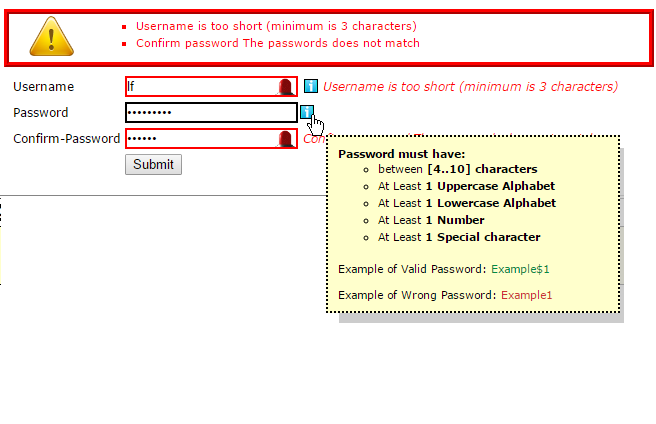 Username is too short (minimum is 3 characters)
Confirm password The passwords does not match
Username lf Username is too short (minimum is 3 characters)
Password •••••••••
Confirm-Password ••••••
Submit
Password must have:
between [4..10] characters
At Least 1 Uppercase Alphabet
At Least 1 Lowercase Alphabet
At Least 1 Number
At Least 1 Special character
Example of Valid Password: Example$1
Example of Wrong Password: Example1